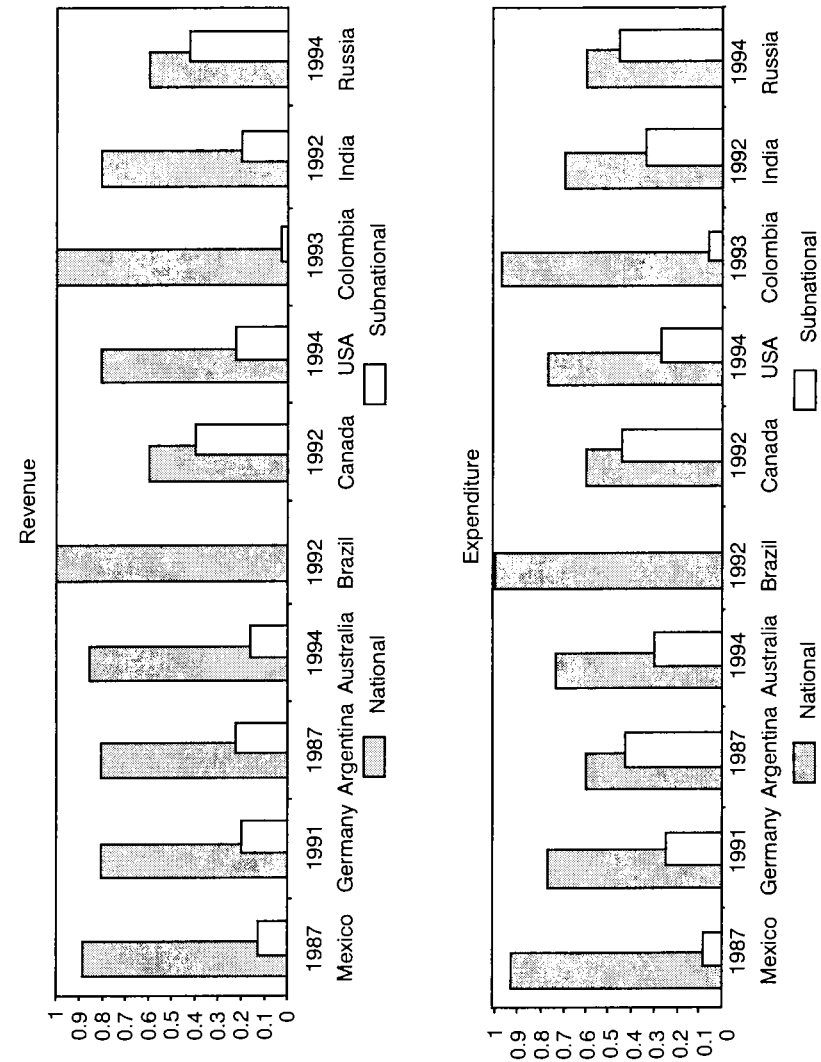 Revenue
1
0.9
0.8
0.7
0.6
0.5
0.4
0.3
0.2
0.1
0
1987 1991 1987 1994 1992 1992 1994 1993 1992 1994
Mexico Germany Argentina Australia Brazil Canada USA Colombia India Russia
National Subnational
Expenditure
1
0.9
0.8
0.7
0.6
0.5
0.4
0.3
0.2
0.1
0
1987 1991 1987 1994 1992 1992 1994 1993 1992 1994
Mexico Germany Argentina Australia Brazil Canada USA Colombia India Russia
National Subnational